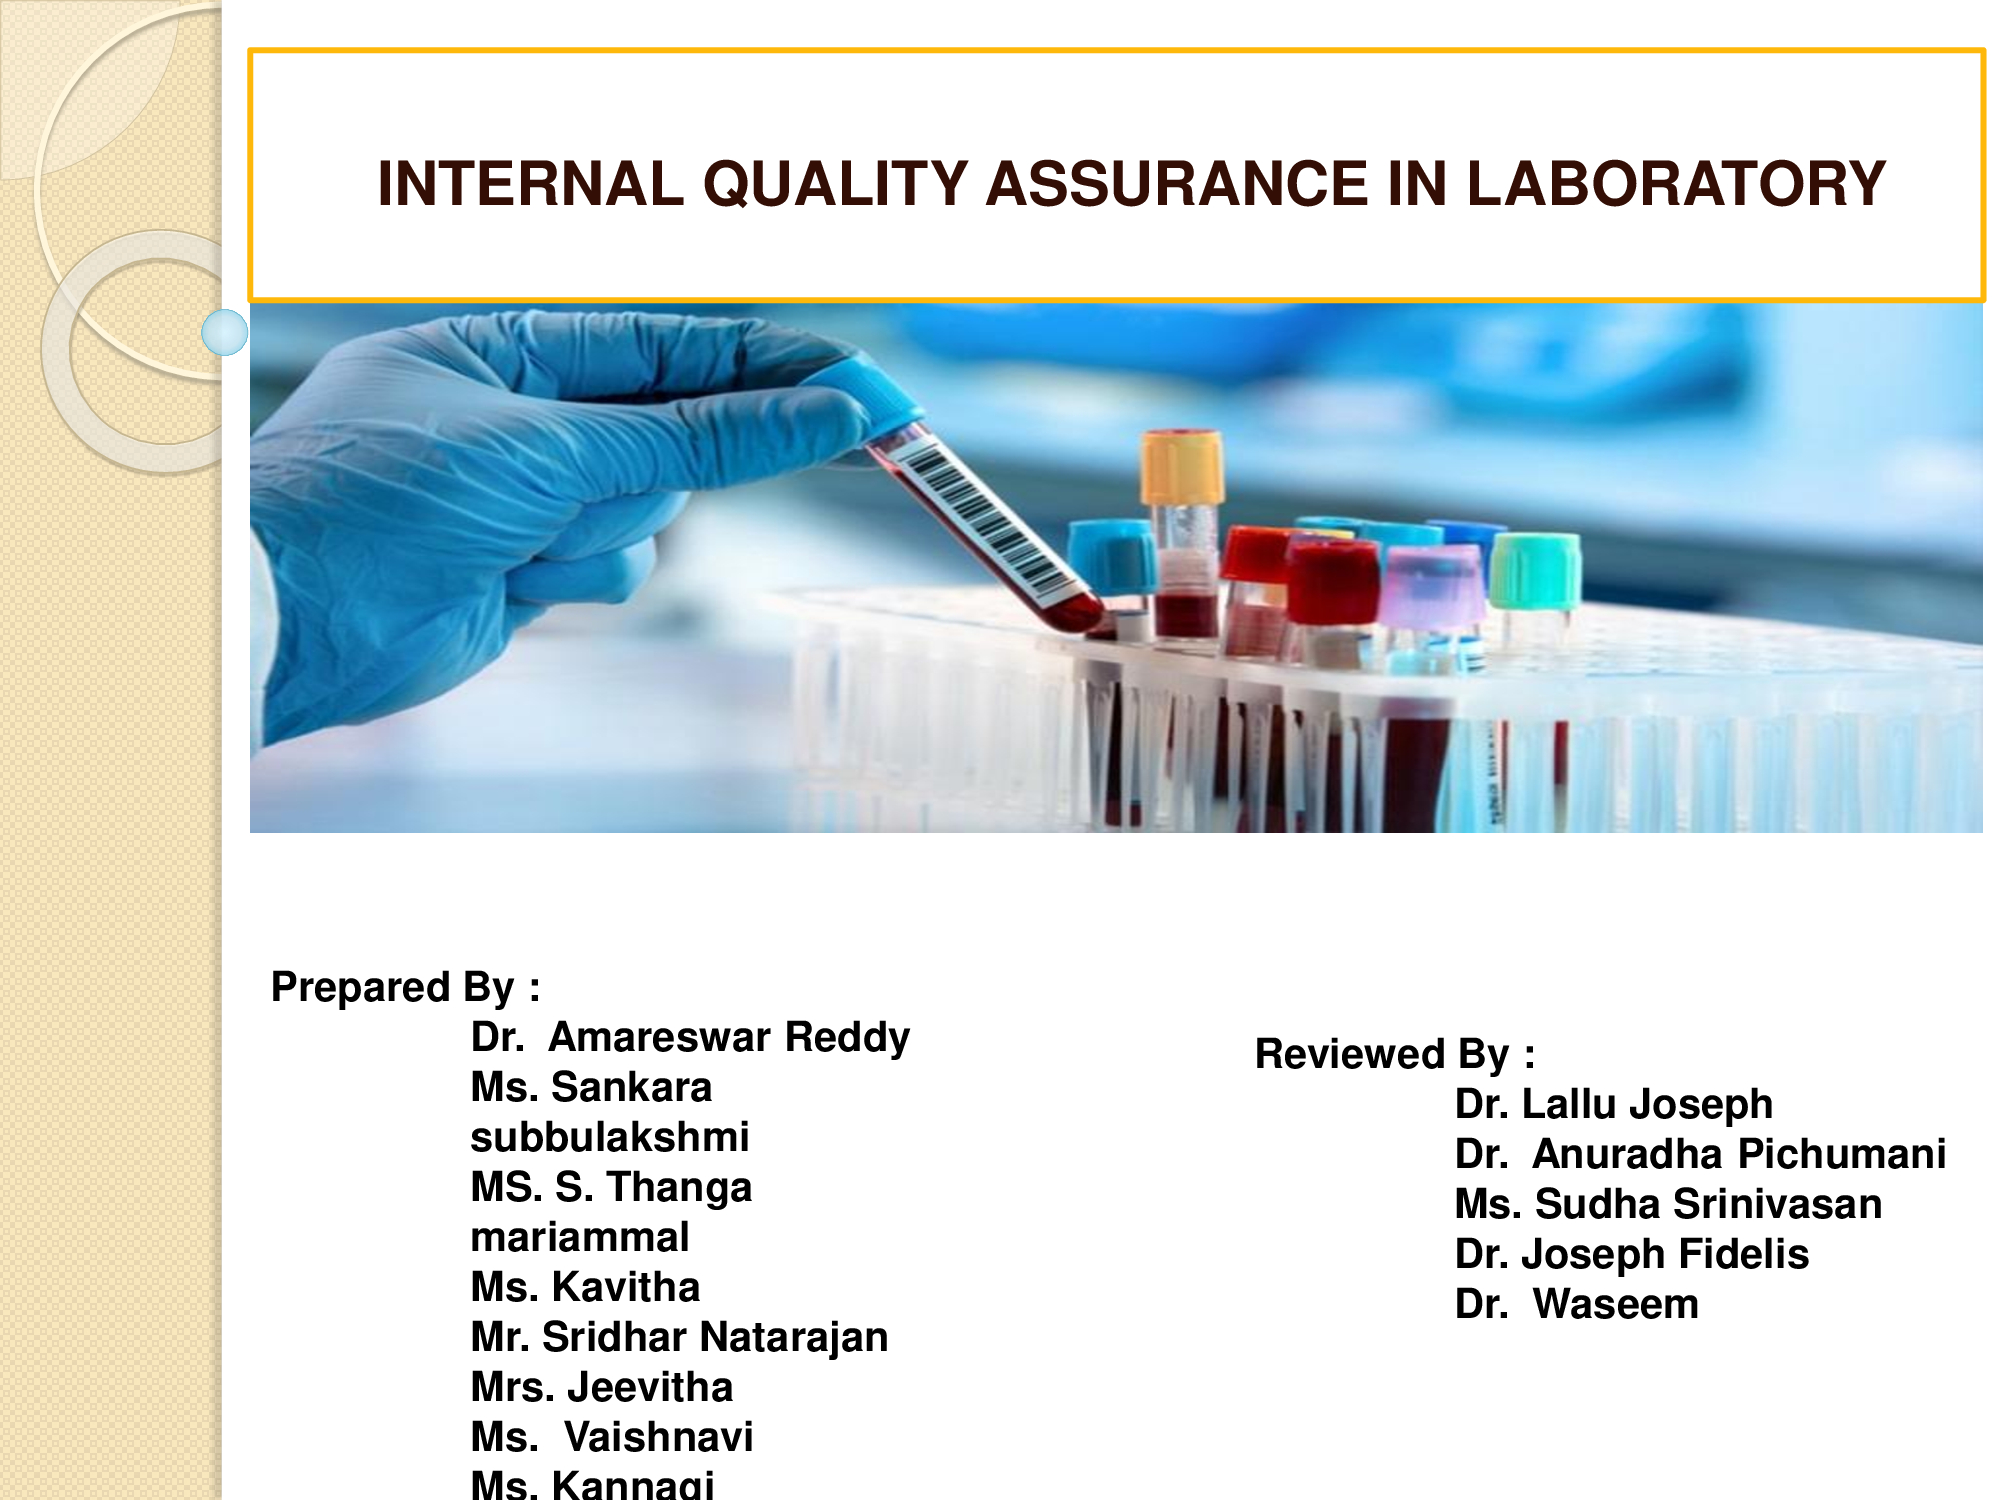 INTERNAL QUALITY ASSURANCE IN LABORATORY
Prepared By :
Dr.  Amareswar Reddy
Ms. Sankara
subbulakshmi
MS. S. Thanga
mariammal
Ms. Kavitha
Mr. Sridhar Natarajan
Mrs. Jeevitha
Ms.  Vaishnavi
Ms. Kannagi
Reviewed By :
Dr. Lallu Joseph
Dr.  Anuradha Pichumani
Ms. Sudha Srinivasan
Dr. Joseph Fidelis
Dr.  Waseem